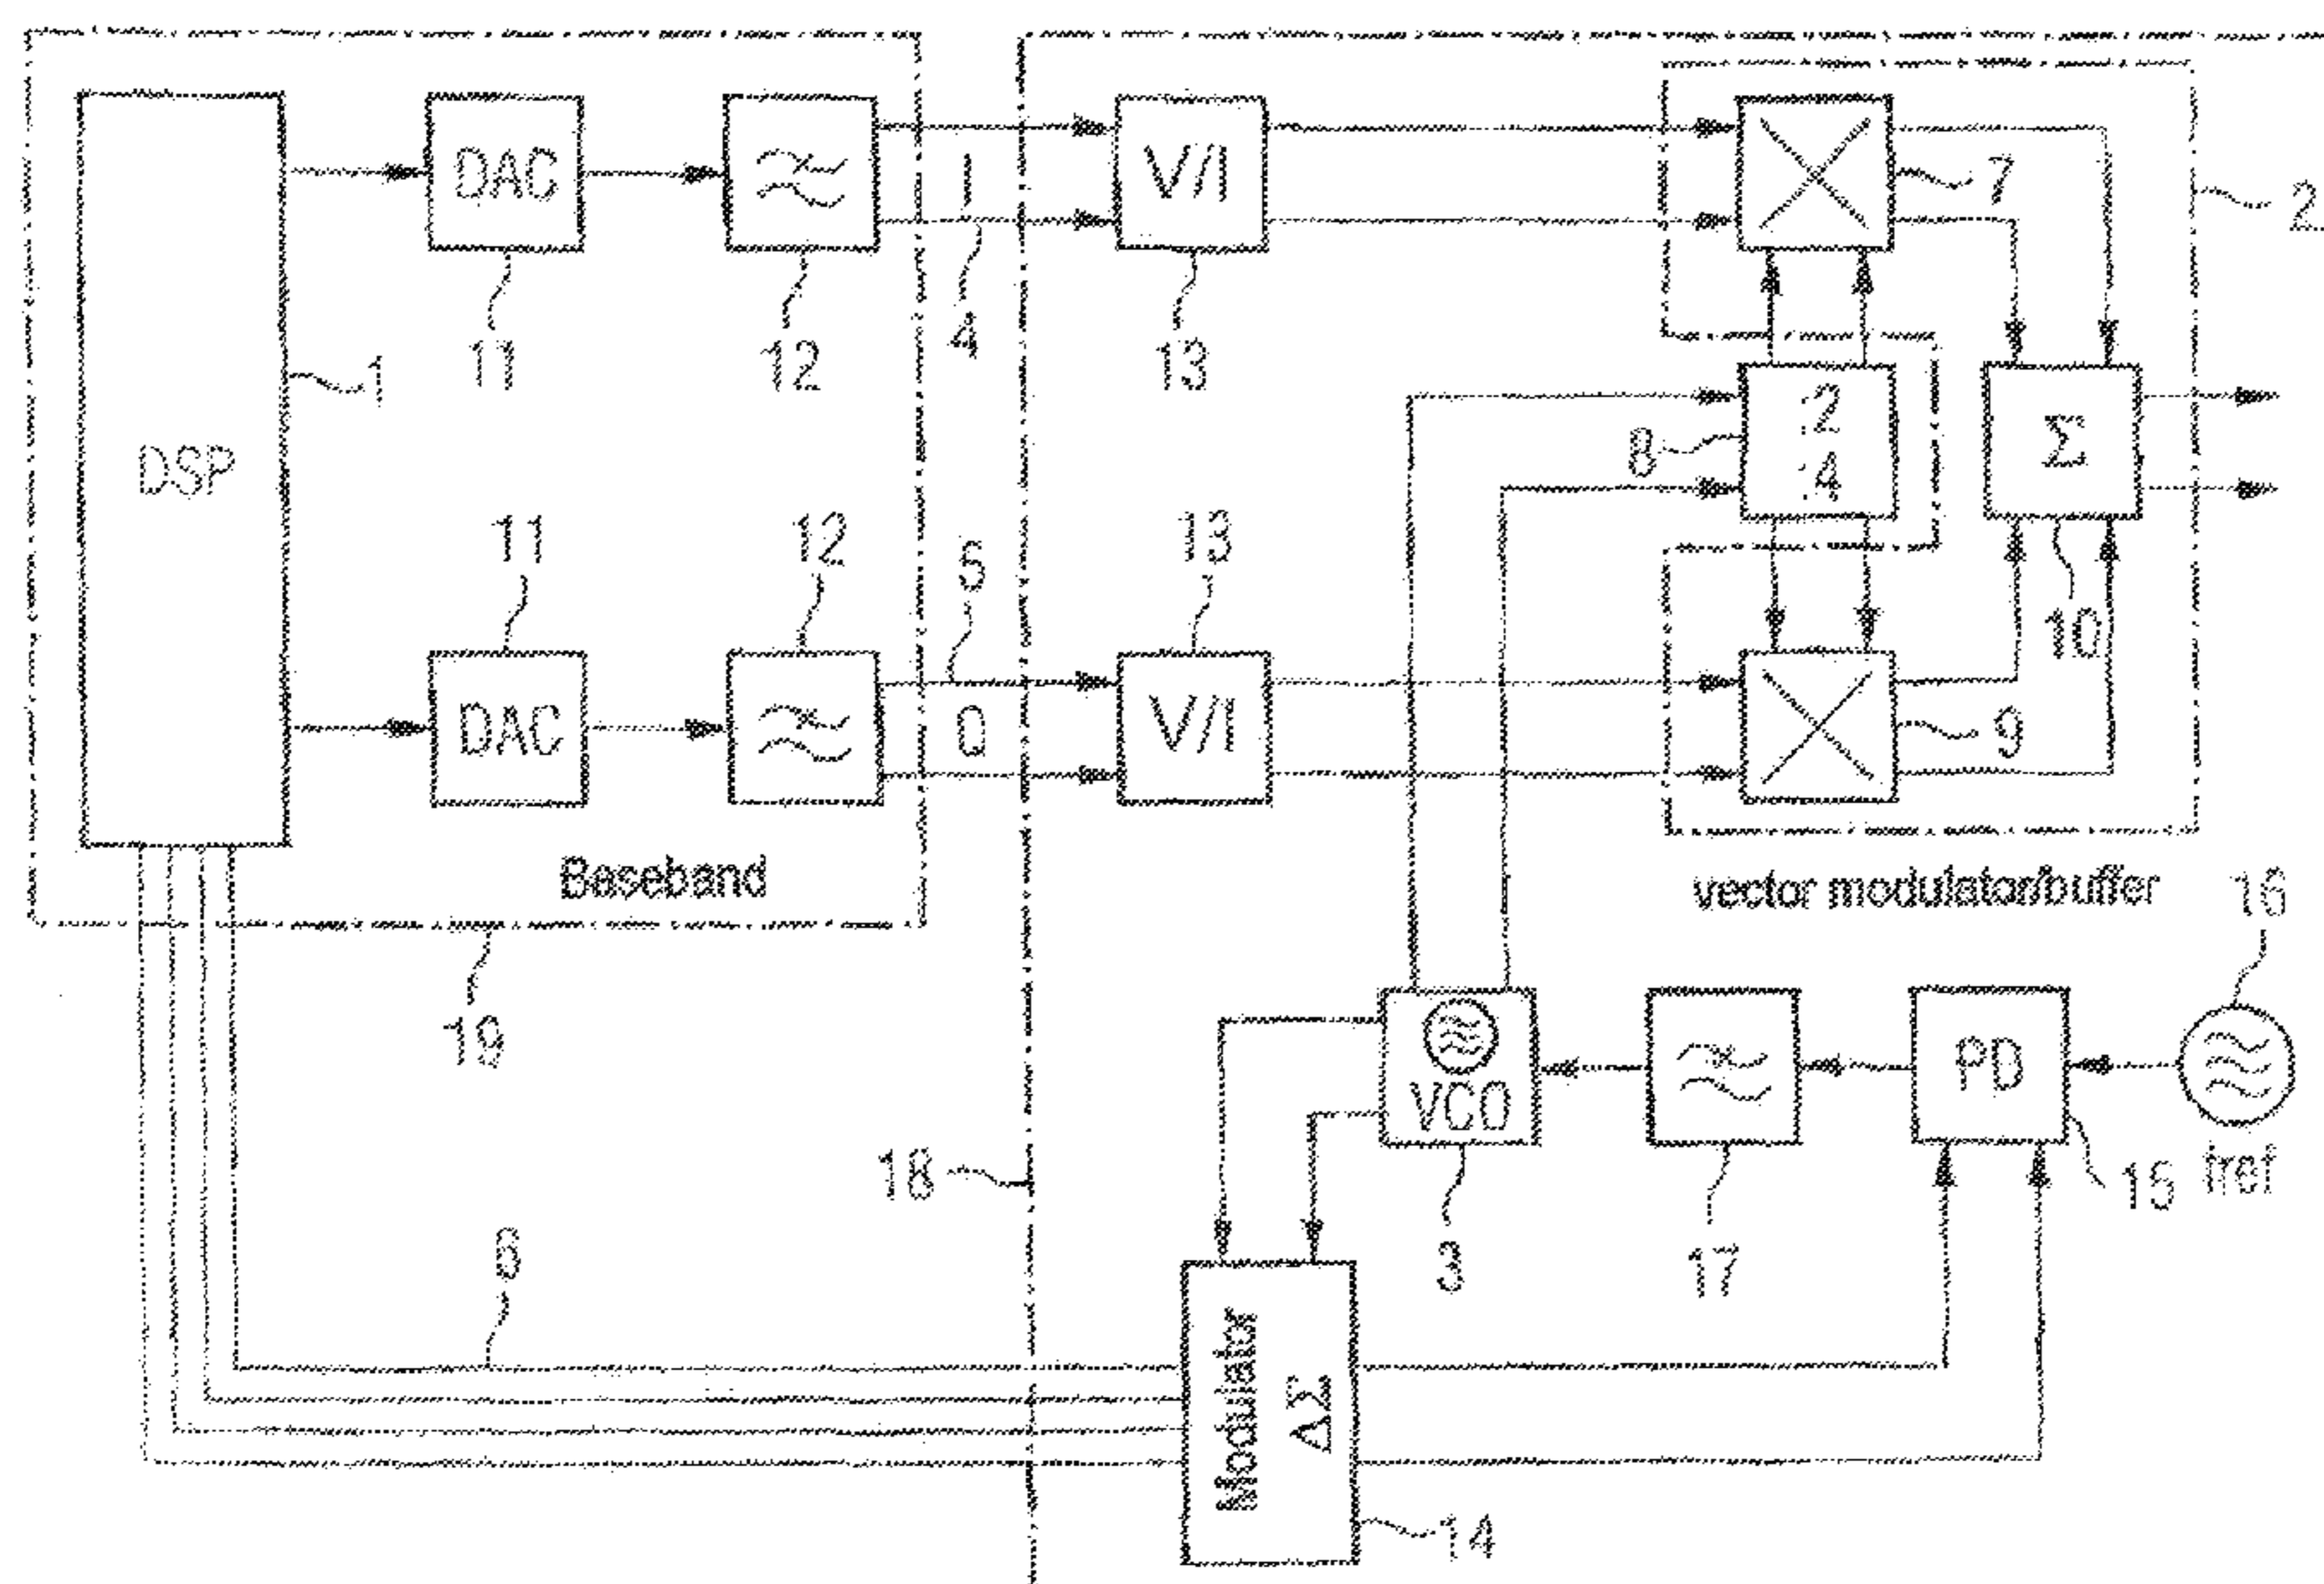 DAC
V/I
7
2
I
4
11
12
13
1
:2
8
:4
Σ
DSP
11
12
5
13
10
DAC
Q
V/I
9
Baseband
vector modulator/buffer
16
19
VCO
PD
18
15
fref
6
3
17
Modulator
ΔΣ
14